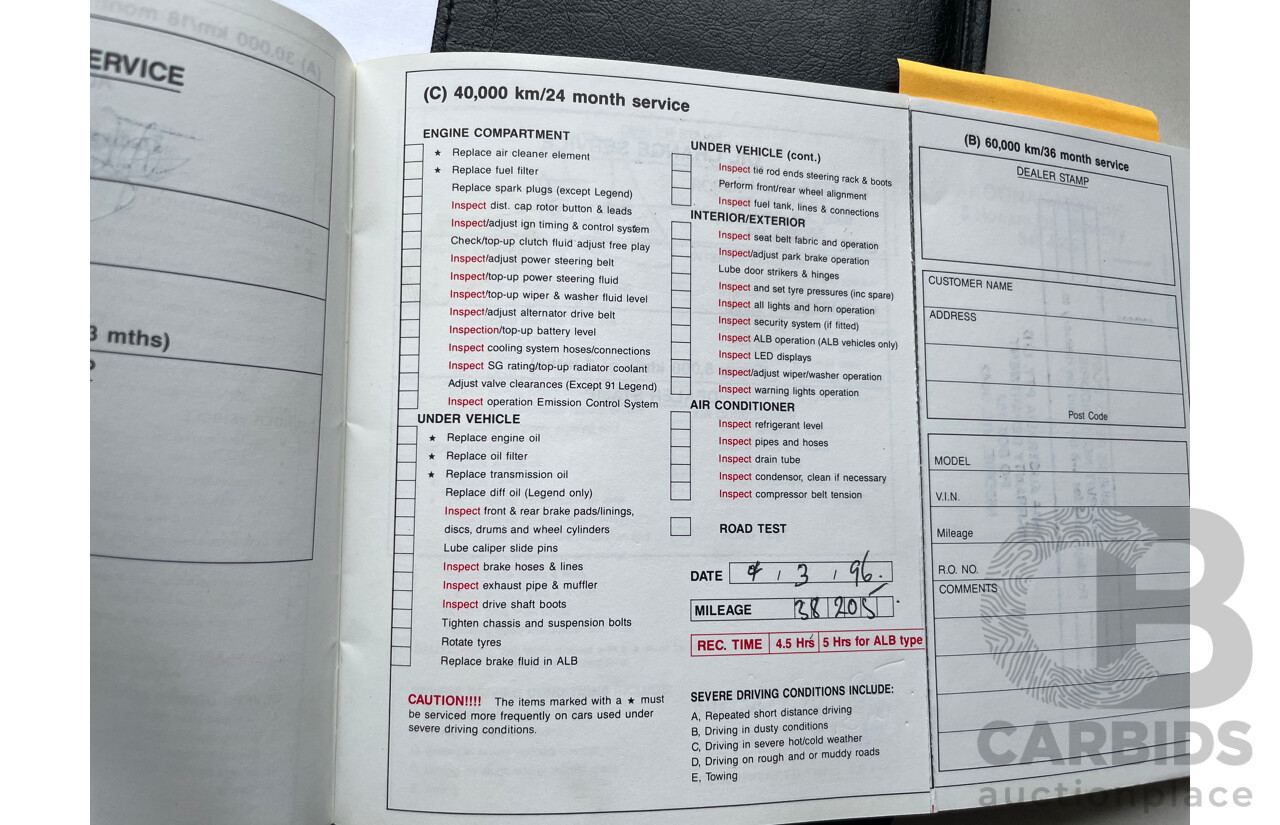 ERVICE
3 mths)
(C) 40,000 km/24 month service
ENGINE COMPARTMENT
★ Replace air cleaner element
★ Replace fuel filter
Replace spark plugs (except Legend)
Inspect dist. cap rotor button & leads
Inspect/adjust ign timing & control system
Check/top-up clutch fluid adjust free play
Inspect/adjust power steering belt
Inspect/top-up power steering fluid
Inspect/top-up wiper & washer fluid level
Inspect/adjust alternator drive belt
Inspection/top-up battery level
Inspect cooling system hoses/connections
Inspect SG rating/top-up radiator coolant
Adjust valve clearances (Except 91 Legend)
Inspect operation Emission Control System
UNDER VEHICLE
★ Replace engine oil
★ Replace oil filter
★ Replace transmission oil
Replace diff oil (Legend only)
Inspect front & rear brake pads/linings,
discs, drums and wheel cylinders
Lube caliper slide pins
Inspect brake hoses & lines
Inspect exhaust pipe & muffler
Inspect drive shaft boots
Tighten chassis and suspension bolts
Rotate tyres
Replace brake fluid in ALB
CAUTION!!!! The items marked with a ★ must
be serviced more frequently on cars used under
severe driving conditions.
UNDER VEHICLE (cont.)
Inspect tie rod ends steering rack & boots
Perform front/rear wheel alignment
Inspect fuel tank, lines & connections
INTERIOR/EXTERIOR
Inspect seat belt fabric and operation
Inspect/adjust park brake operation
Lube door strikers & hinges
Inspect and set tyre pressures (inc spare)
Inspect all lights and horn operation
Inspect security system (if fitted)
Inspect ALB operation (ALB vehicles only)
Inspect LED displays
Inspect/adjust wiper/washer operation
Inspect warning lights operation
AIR CONDITIONER
Inspect refrigerant level
Inspect pipes and hoses
Inspect drain tube
Inspect condensor, clean if necessary
Inspect compressor belt tension
ROAD TEST
DATE / 3 / 96.
MILEAGE 38205
REC. TIME 4.5 Hrs 5 Hrs for ALB type
SEVERE DRIVING CONDITIONS INCLUDE:
A, Repeated short distance driving
B, Driving in dusty conditions
C, Driving in severe hot/cold weather
D, Driving on rough and or muddy roads
E, Towing
(B) 60,000 km/36 month service
DEALER STAMP
CUSTOMER NAME
ADDRESS
Post Code
MODEL
V.I.N.
Mileage
R.O. NO.
COMMENTS
CB
CARBIDS
auctionplace